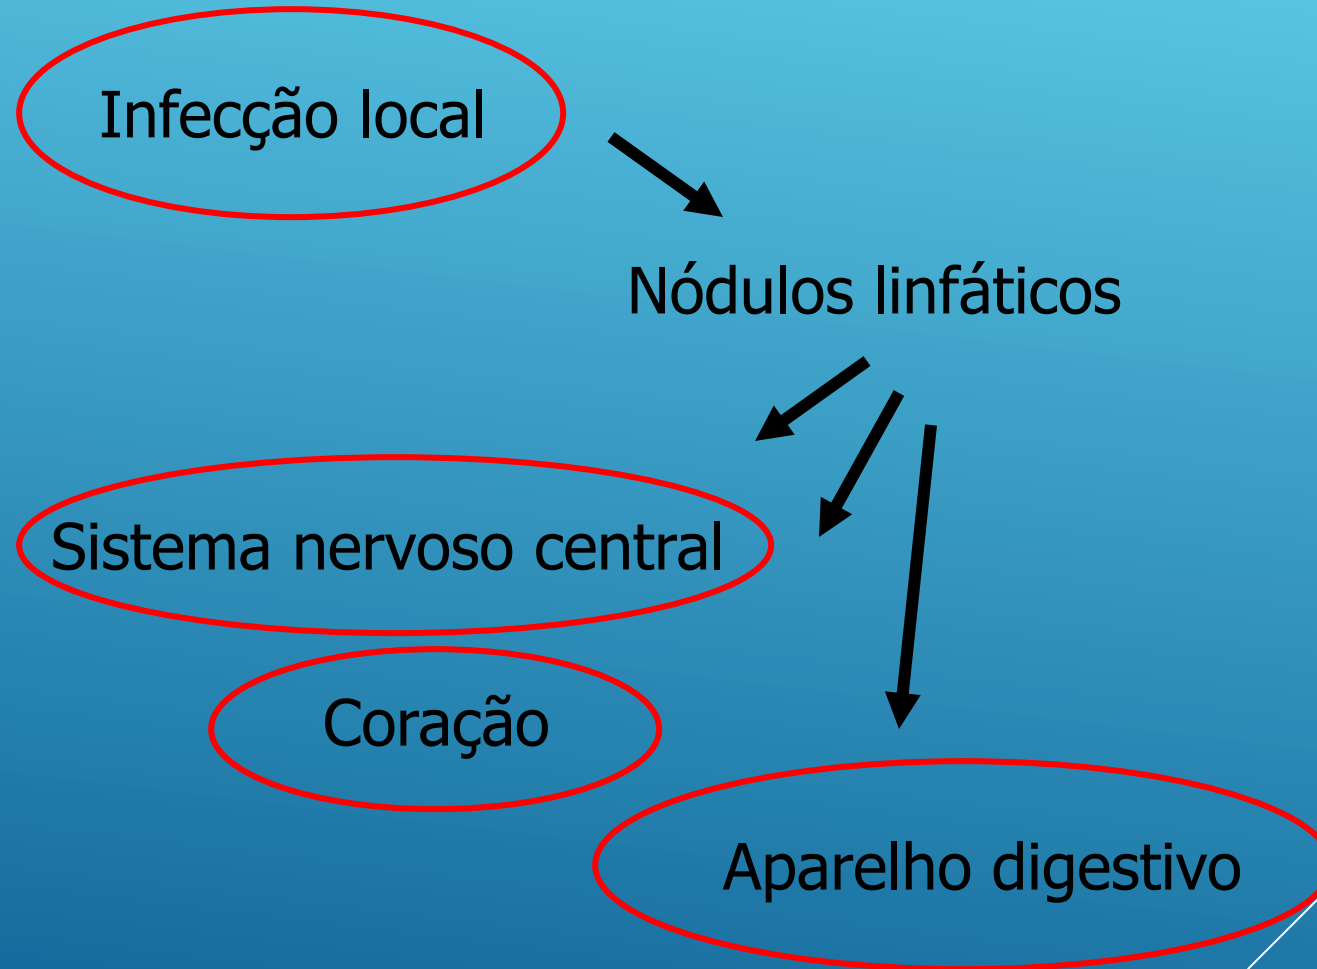 Infecção local
Nódulos linfáticos
Sistema nervoso central
Coração
Aparelho digestivo